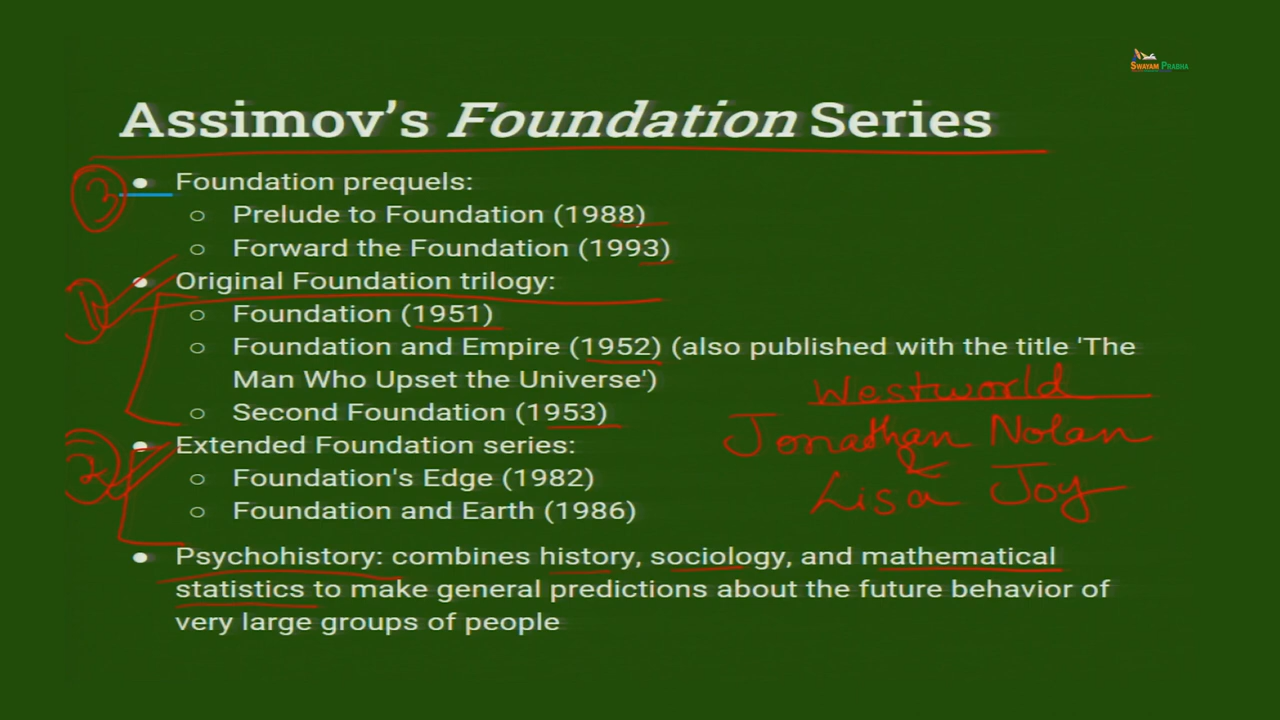 SWAYAM PRABHA
Assimov's Foundation Series
3
● Foundation prequels:
○ Prelude to Foundation (1988)
○ Forward the Foundation (1993)
1
● Original Foundation trilogy:
○ Foundation (1951)
○ Foundation and Empire (1952) (also published with the title 'The
Man Who Upset the Universe')
○ Second Foundation (1953)
Westworld
Jonathan Nolan
&
Lisa Joy
2
● Extended Foundation series:
○ Foundation's Edge (1982)
○ Foundation and Earth (1986)
● Psychohistory: combines history, sociology, and mathematical
statistics to make general predictions about the future behavior of
very large groups of people